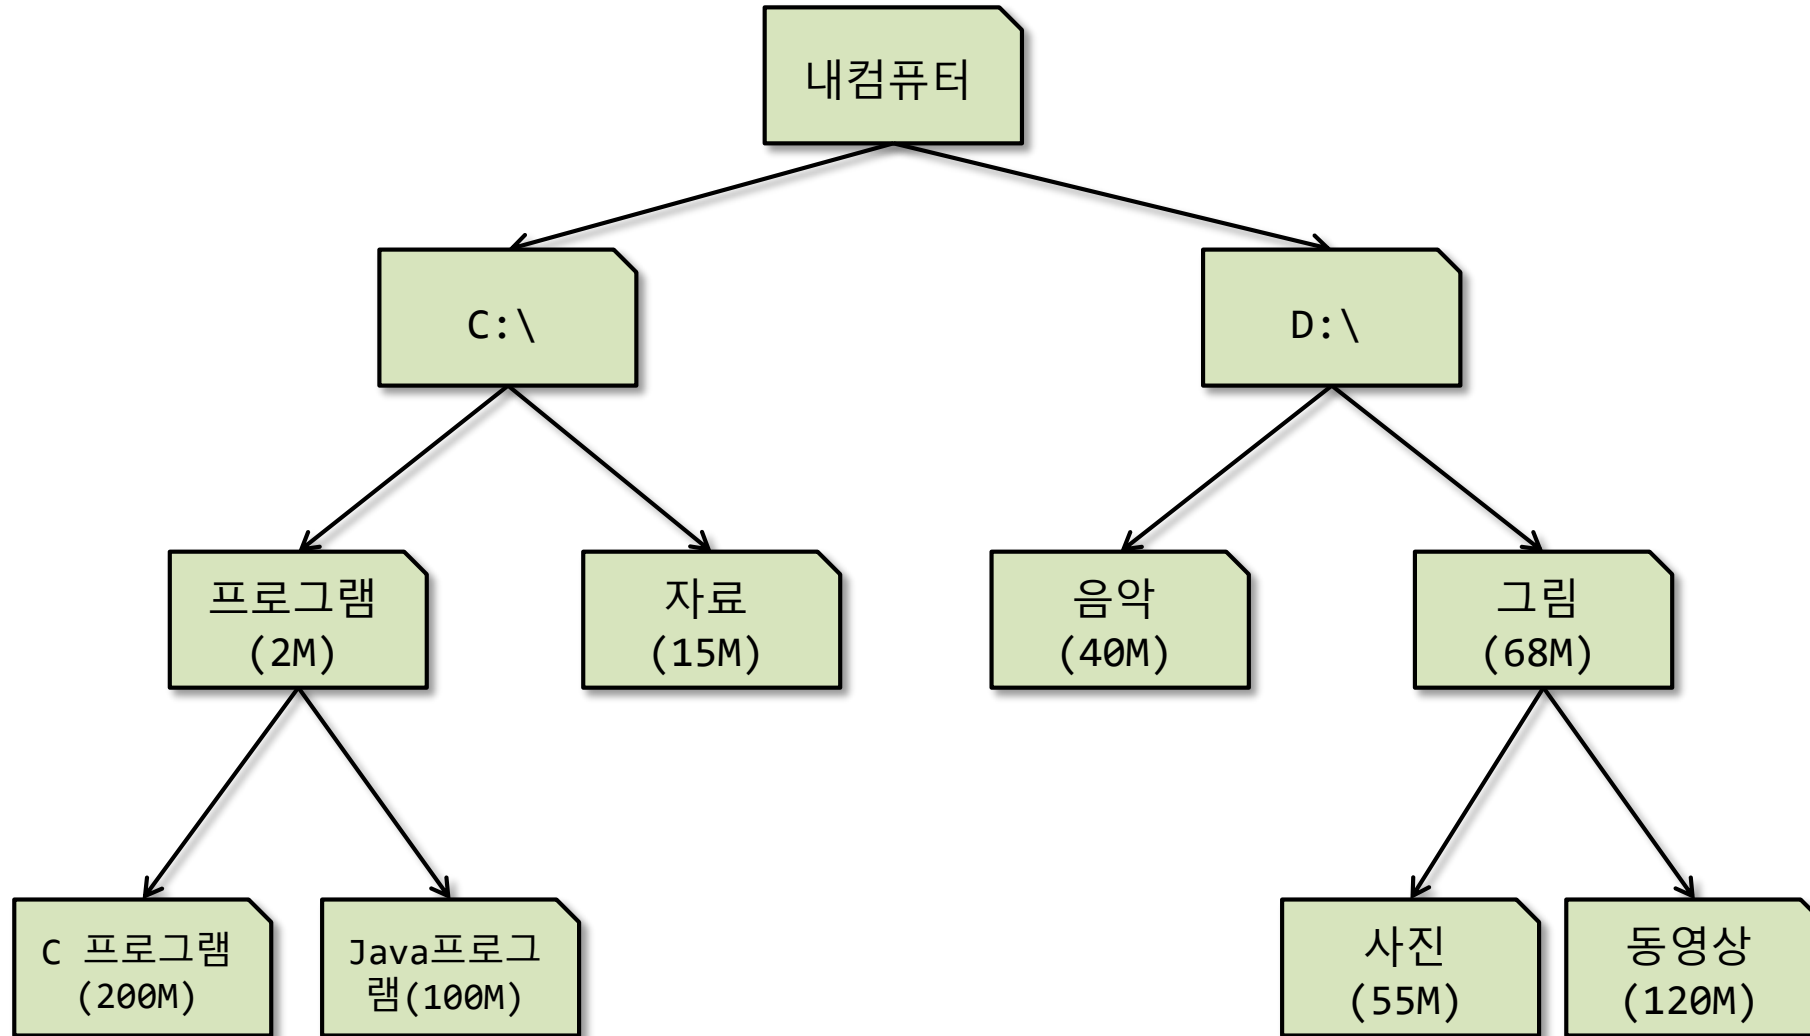 내컴퓨터
C:\
D:\
프로그램
(2M)
자료
(15M)
음악
(40M)
그림
(68M)
C 프로그램
(200M)
Java프로그
램(100M)
사진
(55M)
동영상
(120M)